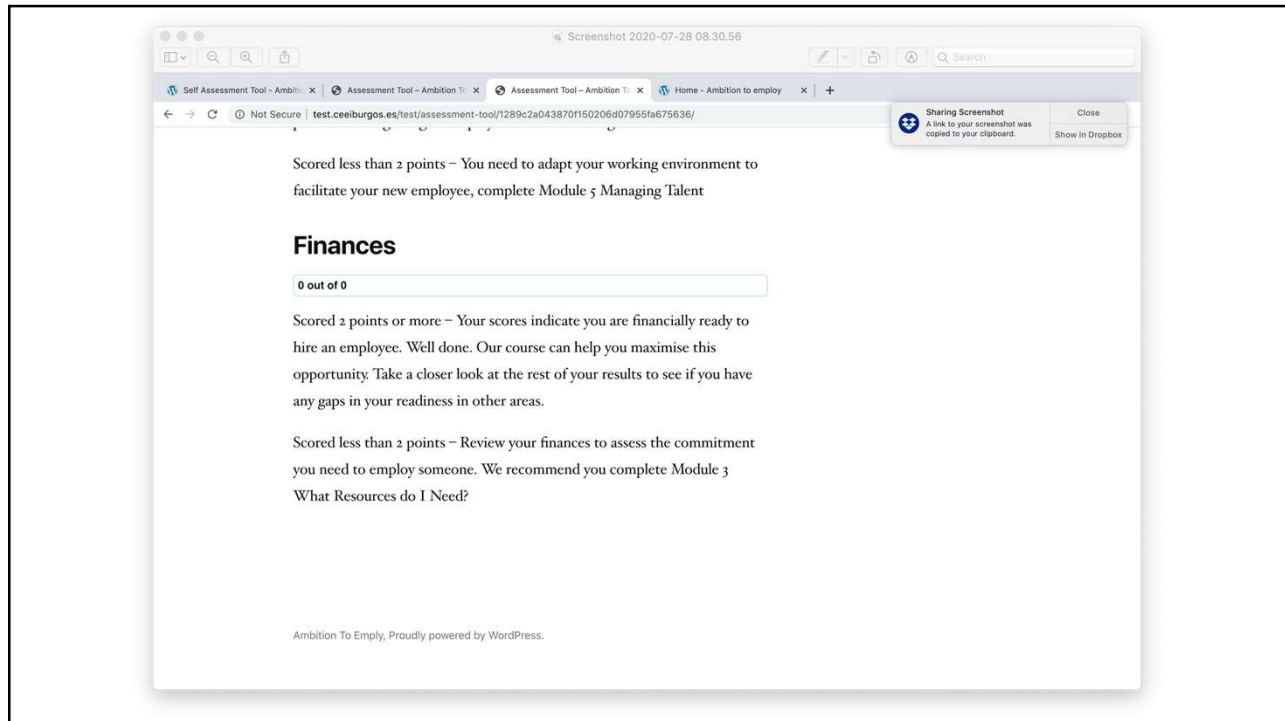 Screenshot 2020-07-28 08.30.56
Search
Self Assessment Tool - Ambitio
Assessment Tool – Ambition To
Assessment Tool – Ambition To
Home - Ambition to employ
Not Secure | test.ceeiburgos.es/test/assessment-tool/1289c2a043870f150206d07955fa675636/
Sharing Screenshot
A link to your screenshot was
copied to your clipboard.
Close
Show in Dropbox
Scored less than 2 points – You need to adapt your working environment to
facilitate your new employee, complete Module 5 Managing Talent
Finances
0 out of 0
Scored 2 points or more – Your scores indicate you are financially ready to
hire an employee. Well done. Our course can help you maximise this
opportunity. Take a closer look at the rest of your results to see if you have
any gaps in your readiness in other areas.
Scored less than 2 points – Review your finances to assess the commitment
you need to employ someone. We recommend you complete Module 3
What Resources do I Need?
Ambition To Emply, Proudly powered by WordPress.